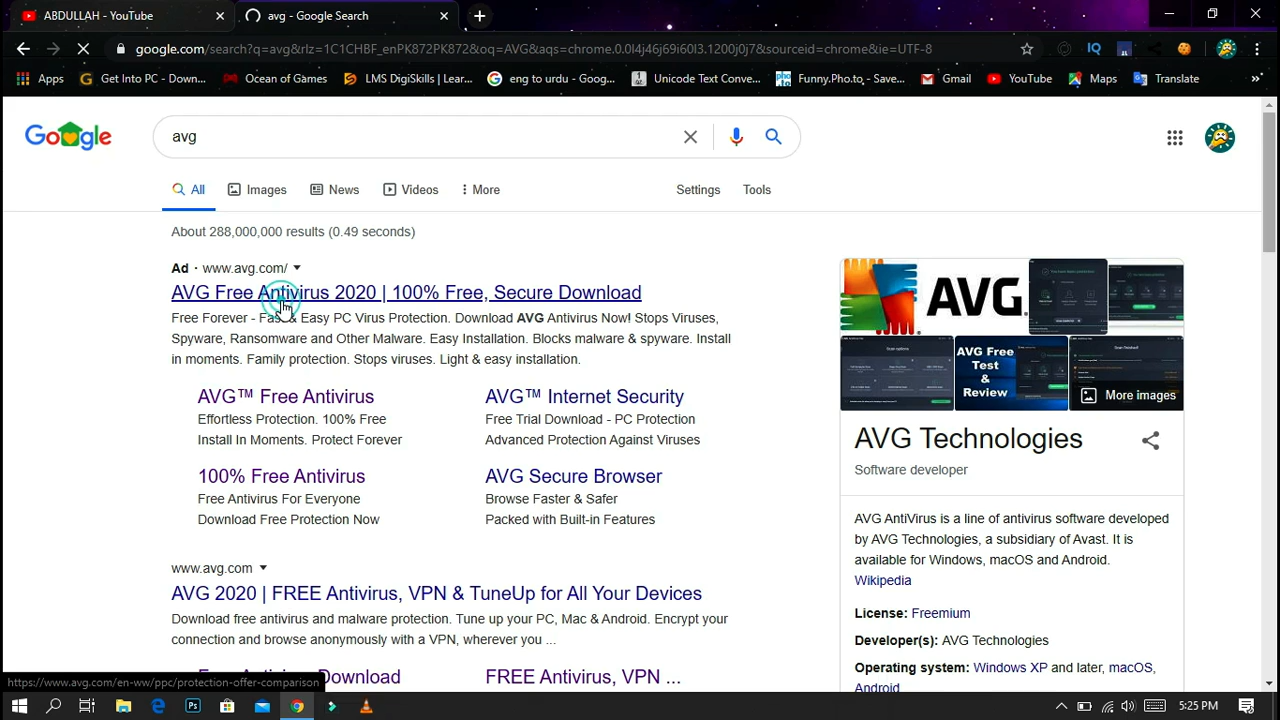 ABDULLAH - YouTube
avg - Google Search
google.com/search?q=avg&rlz=1C1CHBF_enPK872PK872&oq=AVG&aqs=chrome.0.0l4j46j69i60l3.1200j0j7&sourceid=chrome&ie=UTF-8
IQ
Apps
Get Into PC - Down...
Ocean of Games
LMS DigiSkills | Lear...
eng to urdu - Goog...
Unicode Text Conve...
Funny.Pho.to - Save...
Gmail
YouTube
Maps
Translate
»
avg
All
Images
News
Videos
More
Settings
Tools
About 288,000,000 results (0.49 seconds)
Ad · www.avg.com/
AVG Free Antivirus 2020 | 100% Free, Secure Download
Free Forever - Fast & Easy PC Virus Protection. Download AVG Antivirus Now! Stops Viruses,
Spyware, Ransomware and Other Malware. Easy Installation. Blocks malware & spyware. Install
in moments. Family protection. Stops viruses. Light & easy installation.
AVG™ Free Antivirus
Effortless Protection. 100% Free
Install In Moments. Protect Forever
AVG™ Internet Security
Free Trial Download - PC Protection
Advanced Protection Against Viruses
100% Free Antivirus
Free Antivirus For Everyone
Download Free Protection Now
AVG Secure Browser
Browse Faster & Safer
Packed with Built-in Features
www.avg.com
AVG 2020 | FREE Antivirus, VPN & TuneUp for All Your Devices
Download free antivirus and malware protection. Tune up your PC, Mac & Android. Encrypt your
connection and browse anonymously with a VPN, wherever you ...
Download
FREE Antivirus, VPN ...
AVG
AVG Free
Test
&
Review
More images
AVG Technologies
Software developer
AVG AntiVirus is a line of antivirus software developed
by AVG Technologies, a subsidiary of Avast. It is
available for Windows, macOS and Android.
Wikipedia
License: Freemium
Developer(s): AVG Technologies
Operating system: Windows XP and later, macOS,
Android
https://www.avg.com/en-ww/ppc/protection-offer-comparison
5:25 PM